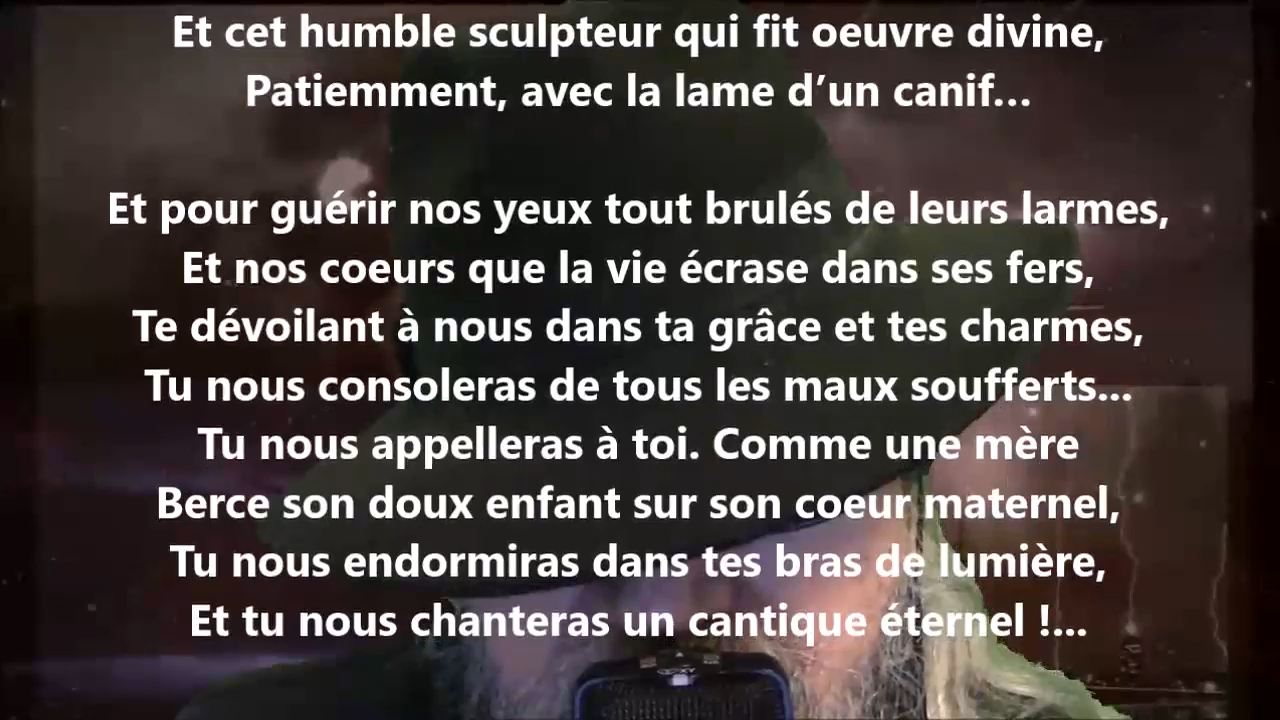 Et cet humble sculpteur qui fit oeuvre divine,
Patiemment, avec la lame d’un canif...
Et pour guérir nos yeux tout brulés de leurs larmes,
Et nos coeurs que la vie écrase dans ses fers,
Te dévoilant à nous dans ta grâce et tes charmes,
Tu nous consoleras de tous les maux soufferts...
Tu nous appelleras à toi. Comme une mère
Berce son doux enfant sur son coeur maternel,
Tu nous endormiras dans tes bras de lumière,
Et tu nous chanteras un cantique éternel !...